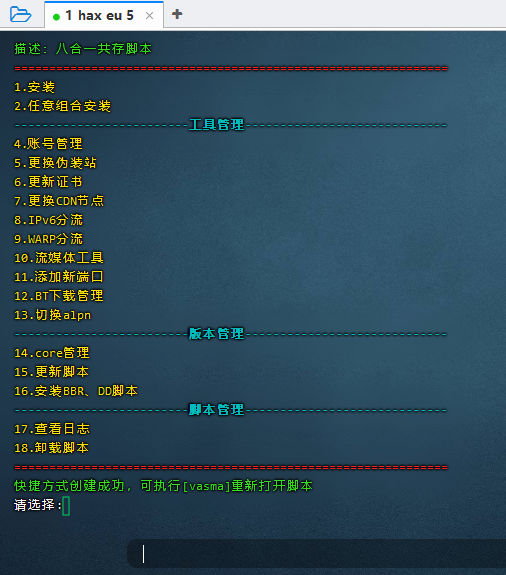 1 hax eu 5
描述: 八合一共存脚本
==============================================================
1.安装
2.任意组合安装
-------------------------工具管理-----------------------------
4.账号管理
5.更换伪装站
6.更新证书
7.更换CDN节点
8.IPv6分流
9.WARP分流
10.流媒体工具
11.添加新端口
12.BT下载管理
13.切换alpn
-------------------------版本管理-----------------------------
14.core管理
15.更新脚本
16.安装BBR、DD脚本
-------------------------脚本管理-----------------------------
17.查看日志
18.卸载脚本
==============================================================
快捷方式创建成功, 可执行[vasma]重新打开脚本
请选择: